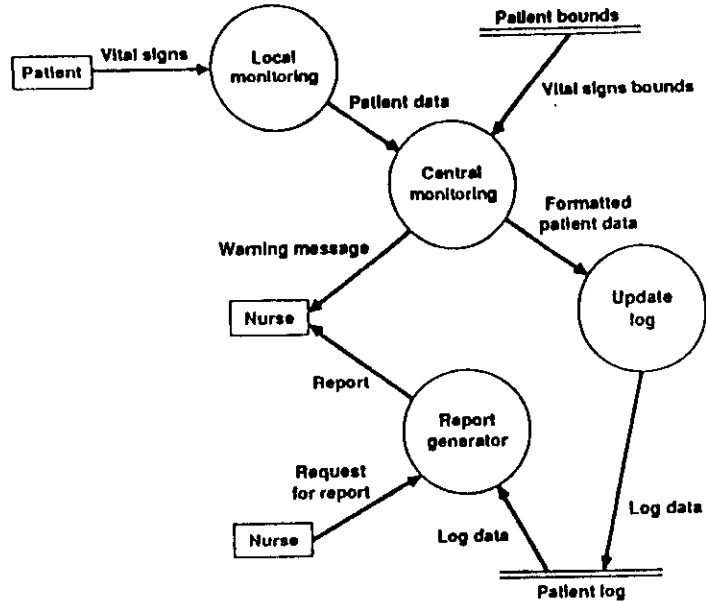 Patient bounds
Vital signs
Local
monitoring
Patient
Patient data
Vital signs bounds
Central
monitoring
Formatted
patient data
Warning message
Update
log
Nurse
Report
Report
generator
Request
for report
Nurse
Log data
Log data
Patient log